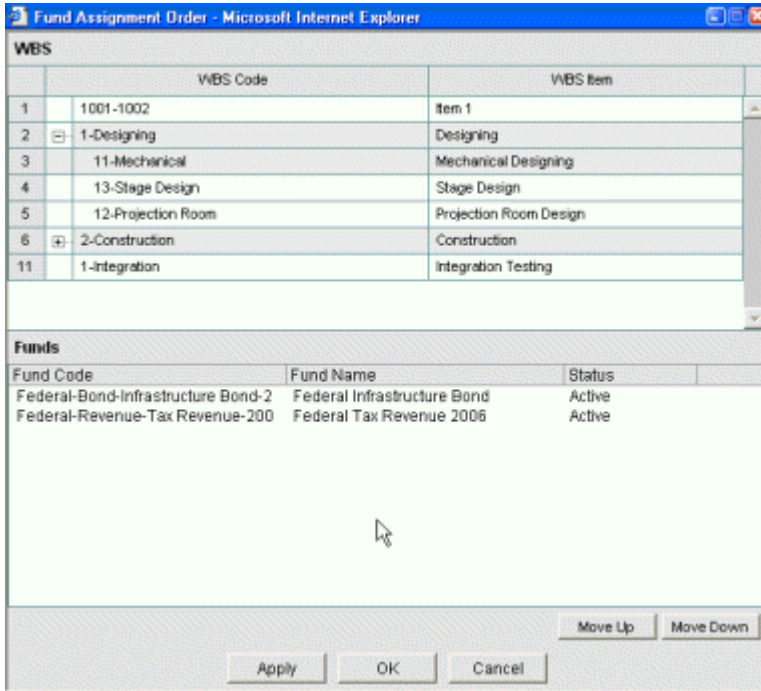 Fund Assignment Order - Microsoft Internet Explorer
WBS
WBS Code WBS Item
1 1001-1002 Item 1
2 1-Designing Designing
3 11-Mechanical Mechanical Designing
4 13-Stage Design Stage Design
5 12-Projection Room Projection Room Design
6 2-Construction Construction
11 1-Integration Integration Testing
Funds
Fund Code Fund Name Status
Federal-Bond-Infrastructure Bond-2 Federal Infrastructure Bond Active
Federal-Revenue-Tax Revenue-200 Federal Tax Revenue 2006 Active
Move Up Move Down
Apply OK Cancel